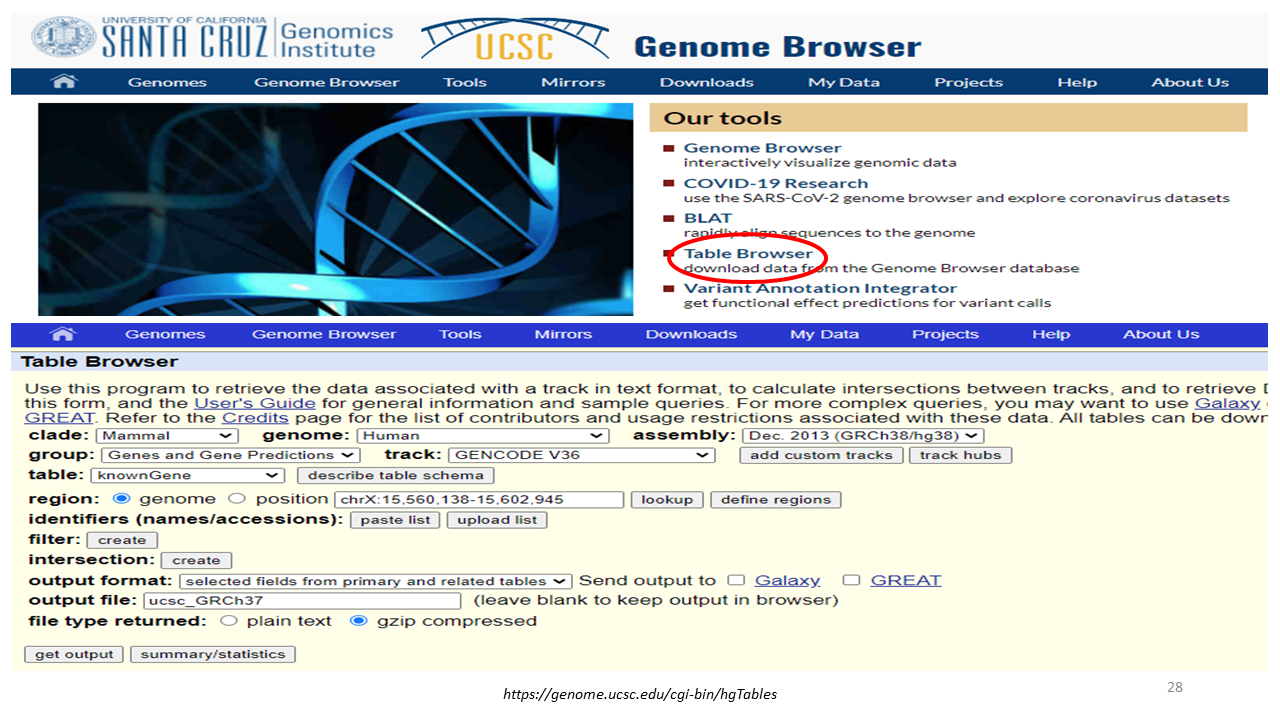 UNIVERSITY OF CALIFORNIA
SANTA CRUZ
Genomics
Institute
UCSC
Genome Browser
Genomes Genome Browser Tools Mirrors Downloads My Data Projects Help About Us
Our tools
Genome Browser
interactively visualize genomic data
COVID-19 Research
use the SARS-CoV-2 genome browser and explore coronavirus datasets
BLAT
rapidly align sequences to the genome
Table Browser
download data from the Genome Browser database
Variant Annotation Integrator
get functional effect predictions for variant calls
Genomes Genome Browser Tools Mirrors Downloads My Data Projects Help About Us
Table Browser
Use this program to retrieve the data associated with a track in text format, to calculate intersections between tracks, and to retrieve
this form, and the User's Guide for general information and sample queries. For more complex queries, you may want to use Galaxy
GREAT. Refer to the Credits page for the list of contributors and usage restrictions associated with these data. All tables can be
clade: Mammal genome: Human assembly: Dec. 2013 (GRCh38/hg38)
group: Genes and Gene Predictions track: GENCODE V36 add custom tracks track hubs
table: knownGene describe table schema
region: genome position chrX:15,560,138-15,602,945 lookup define regions
identifiers (names/accessions): paste list upload list
filter: create
intersection: create
output format: selected fields from primary and related tables Send output to Galaxy GREAT
output file: ucsc_GRCh37 (leave blank to keep output in browser)
file type returned: plain text gzip compressed
get output summary/statistics
https://genome.ucsc.edu/cgi-bin/hgTables
28